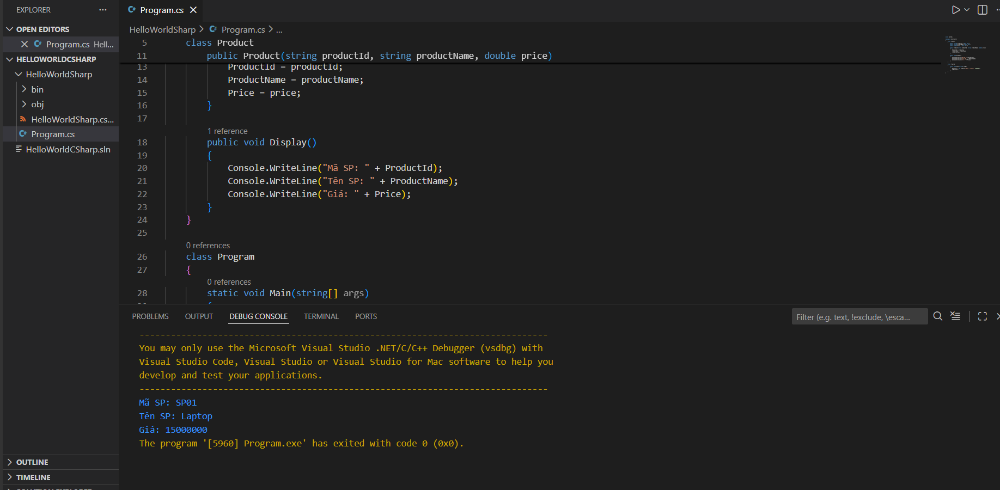 EXPLORER
OPEN EDITORS
Program.cs Hell...
HELLOWORLDCSHARP
HelloWorldSharp
bin
obj
HelloWorldSharp.cs...
Program.cs
HelloWorldCSharp.sln
OUTLINE
TIMELINE
Program.cs
HelloWorldSharp > Program.cs > ...
5 class Product
11 public Product(string productId, string productName, double price)
13 ProductId = productId;
14 ProductName = productName;
15 Price = price;
16 }
17
1 reference
18 public void Display()
19 {
20 Console.WriteLine("Mã SP: " + ProductId);
21 Console.WriteLine("Tên SP: " + ProductName);
22 Console.WriteLine("Giá: " + Price);
23 }
24 }
25
0 references
26 class Program
27 {
0 references
28 static void Main(string[] args)
PROBLEMS OUTPUT DEBUG CONSOLE TERMINAL PORTS
Filter (e.g. text, !exclude, \esca...
--------------------------------------------------------------------------
You may only use the Microsoft Visual Studio .NET/C/C++ Debugger (vsdbg) with
Visual Studio Code, Visual Studio or Visual Studio for Mac software to help you
develop and test your applications.
--------------------------------------------------------------------------
Mã SP: SP01
Tên SP: Laptop
Giá: 15000000
The program '[5960] Program.exe' has exited with code 0 (0x0).